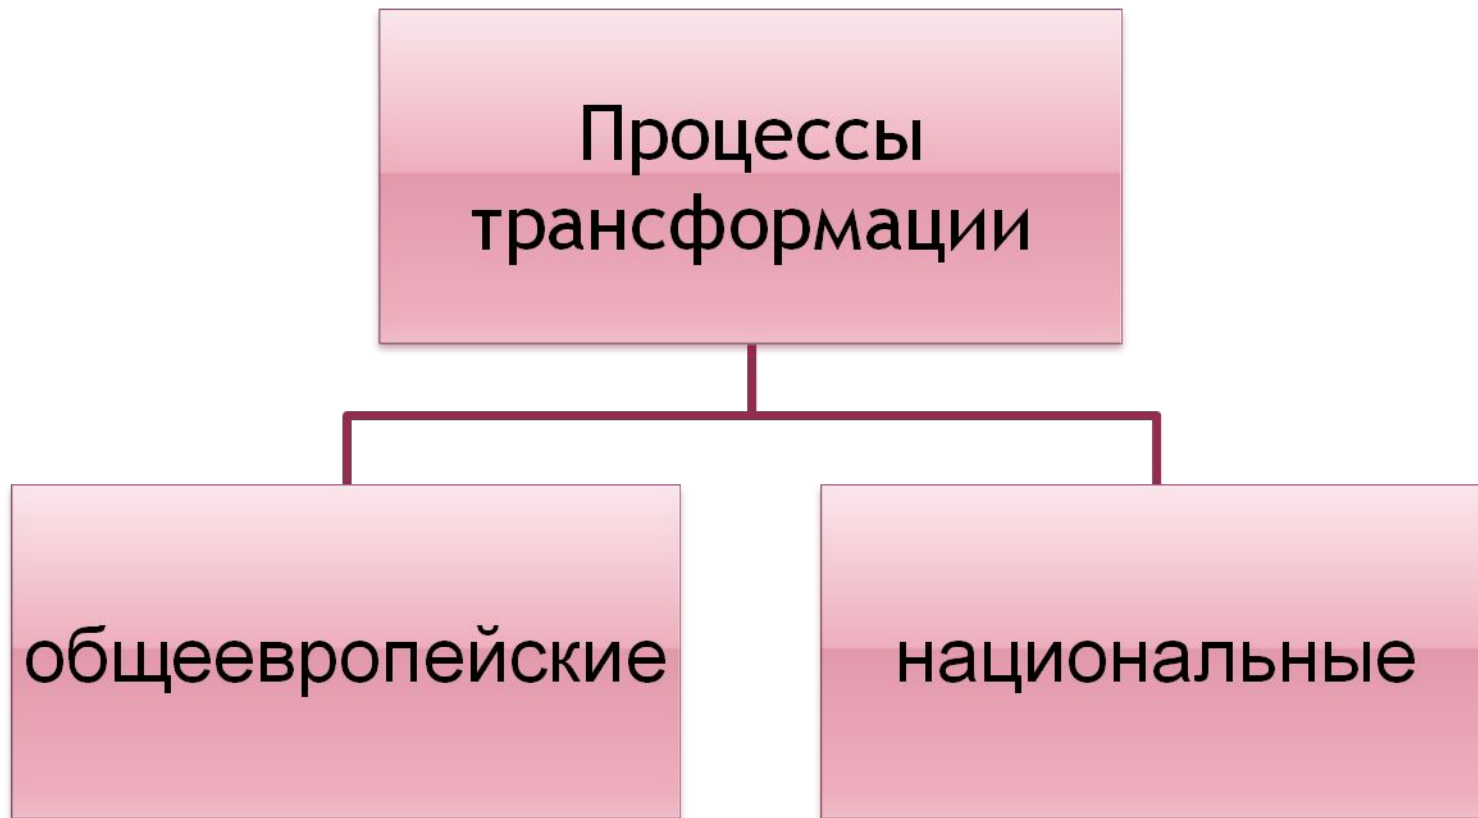 Процессы
трансформации
общеевропейские
национальные